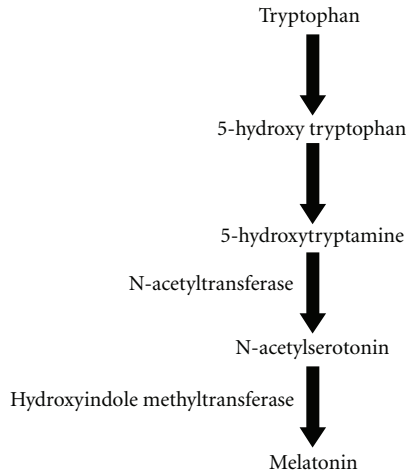 Tryptophan
5-hydroxy tryptophan
5-hydroxytryptamine
N-acetyltransferase
N-acetylserotonin
Hydroxyindole methyltransferase
Melatonin